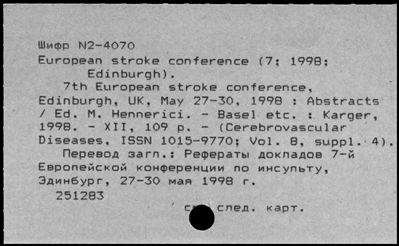 Шифр N2-4070
European stroke conference (7; 1998;
Edinburgh).
7th European stroke conference,
Edinburgh, UK, May 27-30, 1998 : Abstracts
/ Ed. M. Hennerici. - Basel etc. : Karger,
1998. - XII, 109 p. - (Cerebrovascular
Diseases, ISSN 1015-9770; Vol. 8, suppl. 4).
Перевод загл.: Рефераты докладов 7-й
Европейской конференции по инсульту,
Эдинбург, 27-30 мая 1998 г.
251283
след. карт.